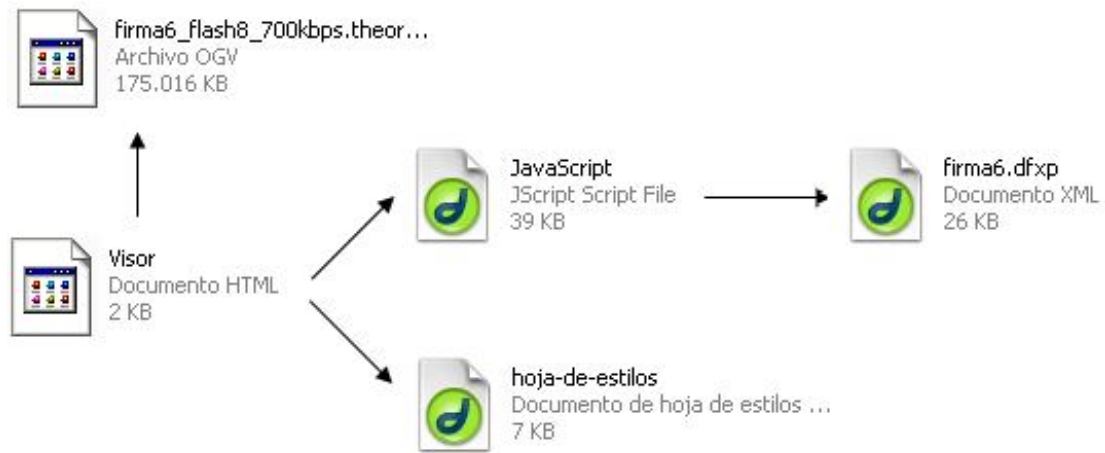 firma6_flash8_700kbps.theor...
Archivo OGV
175.016 KB
JavaScript
JScript Script File
39 KB
firma6.dfxp
Documento XML
26 KB
Visor
Documento HTML
2 KB
hoja-de-estilos
Documento de hoja de estilos ...
7 KB